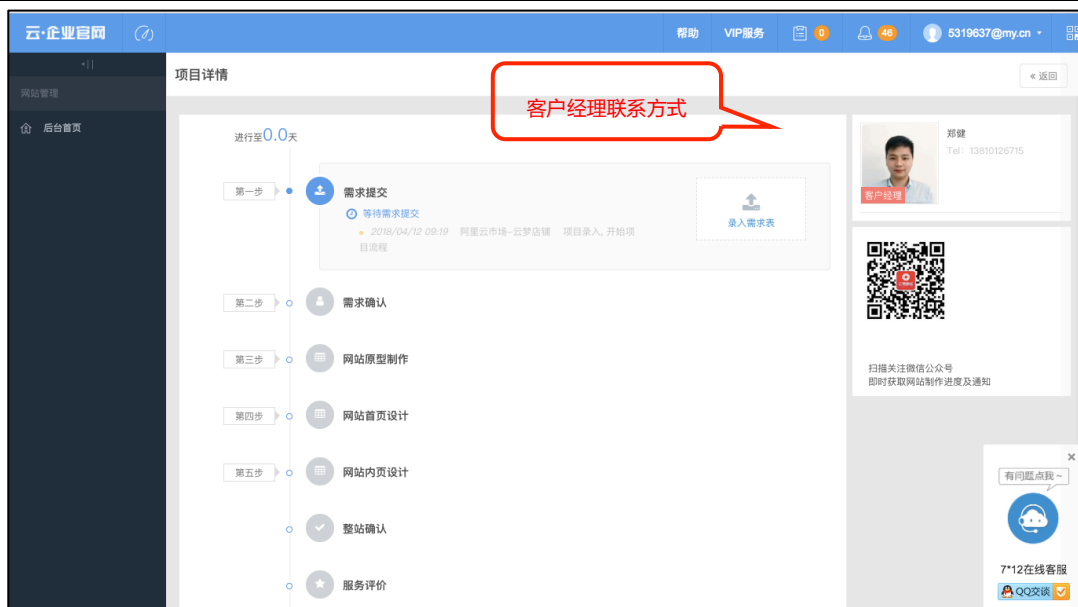 云·企业官网
帮助
VIP服务
0
46
5319637@my.cn
网站管理
后台首页
项目详情
«返回
客户经理联系方式
进行至0.0天
郑健
Tel: 13810126715
客户经理
第一步
需求提交
等待需求提交
2018/04/12 09:19 阿里云市场--云梦店铺 项目录入, 开始项
目流程
录入需求表
第二步
需求确认
第三步
网站原型制作
扫描关注微信公众号
即时获取网站制作进度及通知
第四步
网站首页设计
第五步
网站内页设计
有问题点我~
整站确认
7*12在线客服
服务评价
QQ交谈